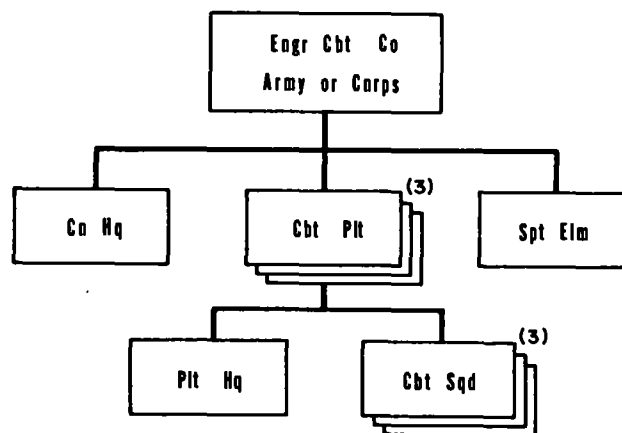 Engr Cbt Co
Army or Corps
(3)
Co Hq
Cbt Plt
Spt Elm
(3)
Plt Hq
Cbt Sqd